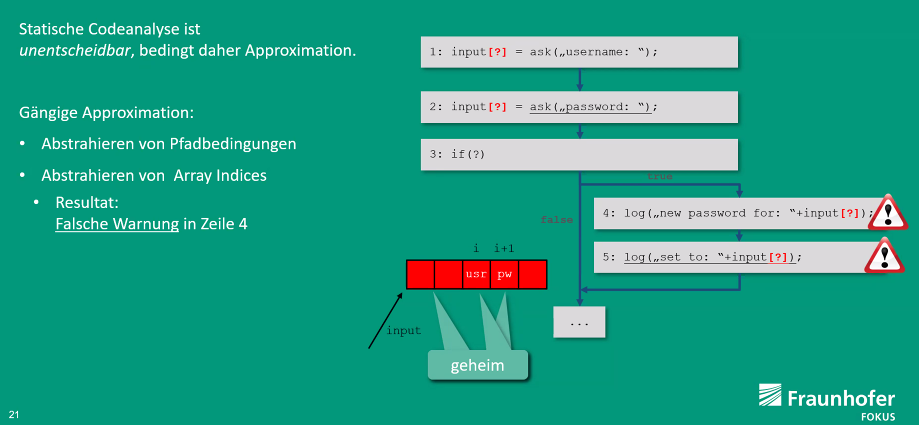 Statische Codeanalyse ist
unentscheidbar, bedingt daher Approximation.
Gängige Approximation:
• Abstrahieren von Pfadbedingungen
• Abstrahieren von Array Indices
• Resultat:
Falsche Warnung in Zeile 4
1: input[?] = ask(„username: “);
2: input[?] = ask(„password: “);
3: if(?)
true
false
4: log(„new password for: “+input[?]);
5: log(„set to: “+input[?]);
...
i i+1
usr pw
input
geheim
21
Fraunhofer
FOKUS